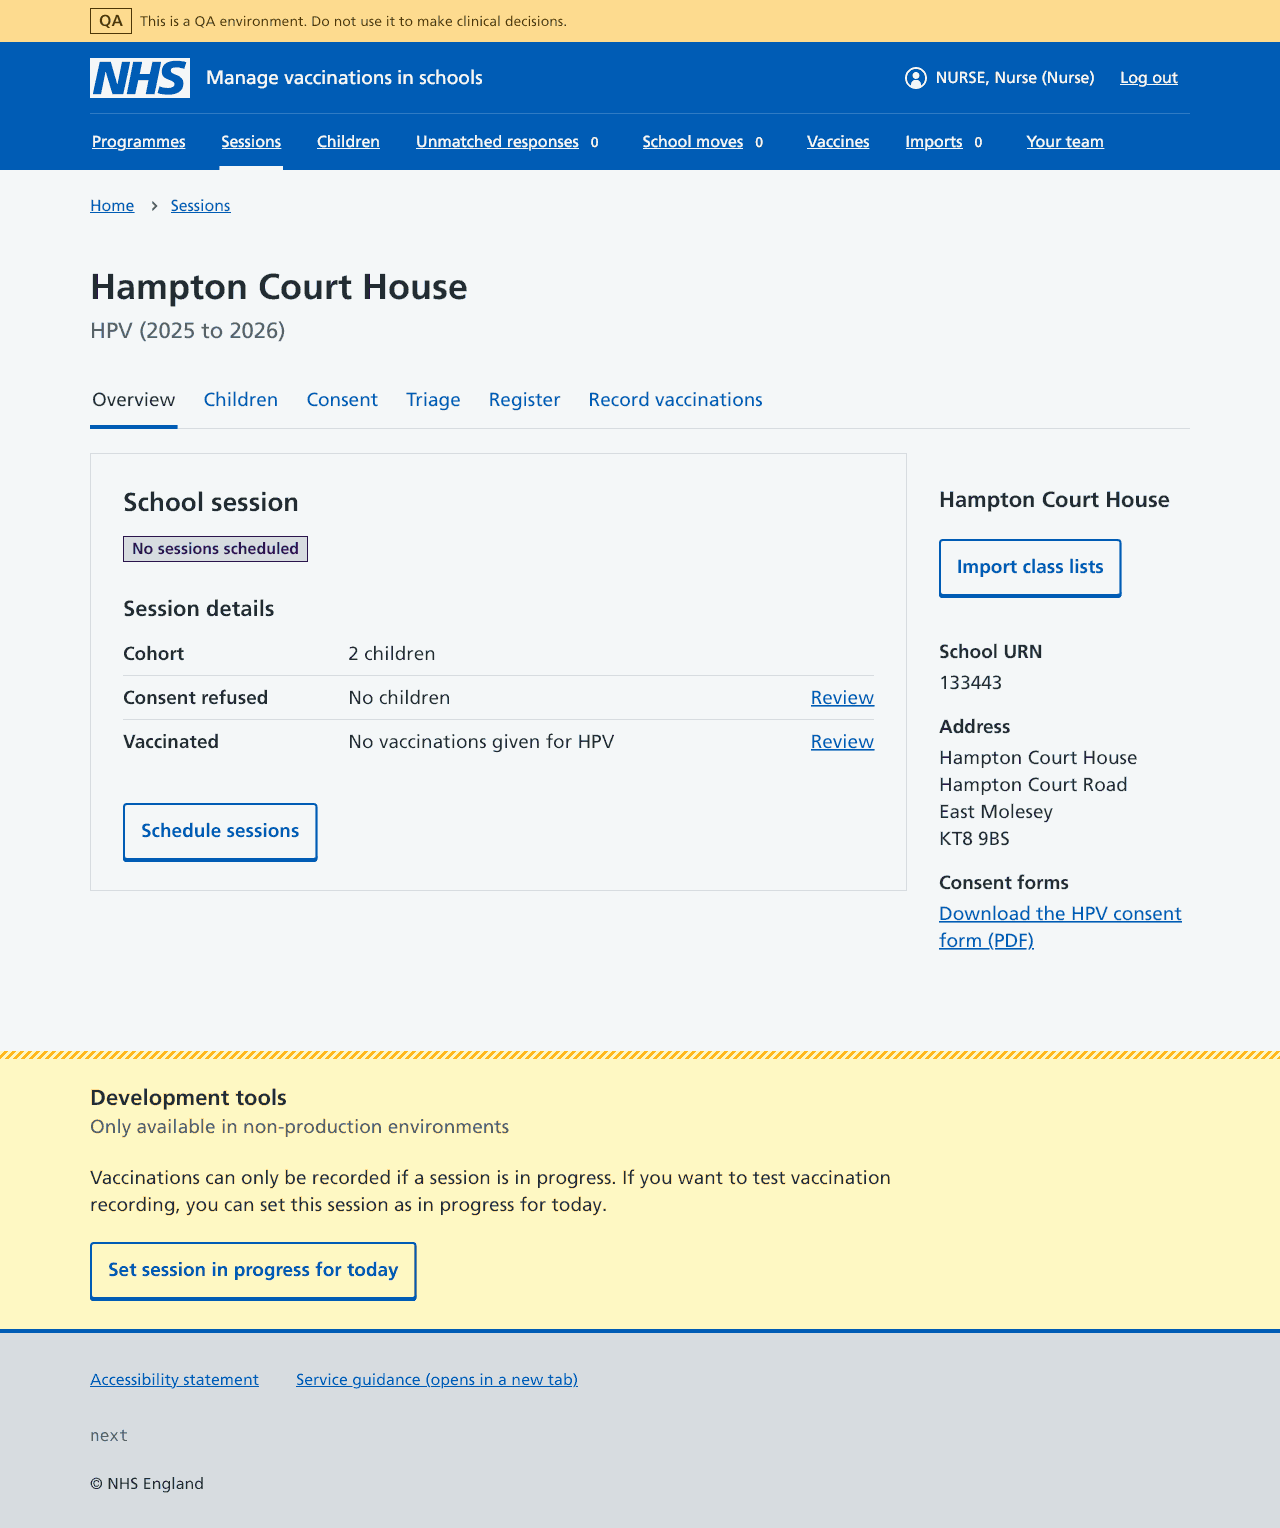 QA This is a QA environment. Do not use it to make clinical decisions.
NHS Manage vaccinations in schools NURSE, Nurse (Nurse) Log out
Programmes Sessions Children Unmatched responses 0 School moves 0 Vaccines Imports 0 Your team
Home Sessions
Hampton Court House
HPV (2025 to 2026)
Overview Children Consent Triage Register Record vaccinations
School session
No sessions scheduled
Session details
Cohort 2 children
Consent refused No children Review
Vaccinated No vaccinations given for HPV Review
Schedule sessions
Hampton Court House
Import class lists
School URN
133443
Address
Hampton Court House
Hampton Court Road
East Molesey
KT8 9BS
Consent forms
Download the HPV consent
form (PDF)
Development tools
Only available in non-production environments
Vaccinations can only be recorded if a session is in progress. If you want to test vaccination
recording, you can set this session as in progress for today.
Set session in progress for today
Accessibility statement Service guidance (opens in a new tab)
next
© NHS England